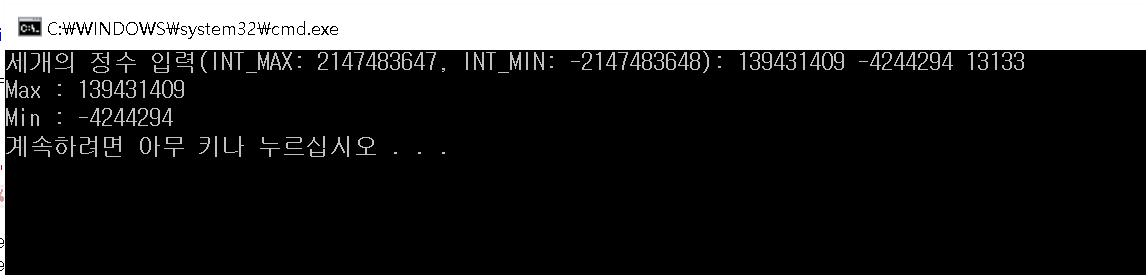 C:\WINDOWS\system32\cmd.exe
세개의 정수 입력(INT_MAX: 2147483647, INT_MIN: -2147483648): 139431409 -4244294 13133
Max : 139431409
Min : -4244294
계속하려면 아무 키나 누르십시오 . . .